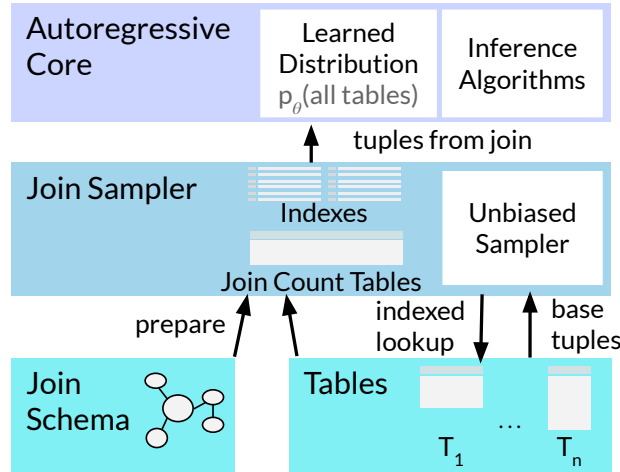 Autoregressive
Core
Learned
Distribution
pθ(all tables)
Inference
Algorithms
tuples from join
Join Sampler
Indexes
Join Count Tables
Unbiased
Sampler
prepare
indexed
lookup
base
tuples
Join
Schema
Tables
T1
...
Tn